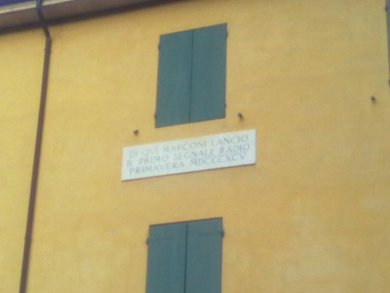 DI QUI MARCONI LANCIO
IL PRIMO SEGNALE RADIO
PRIMAVERA MDCCCXCV